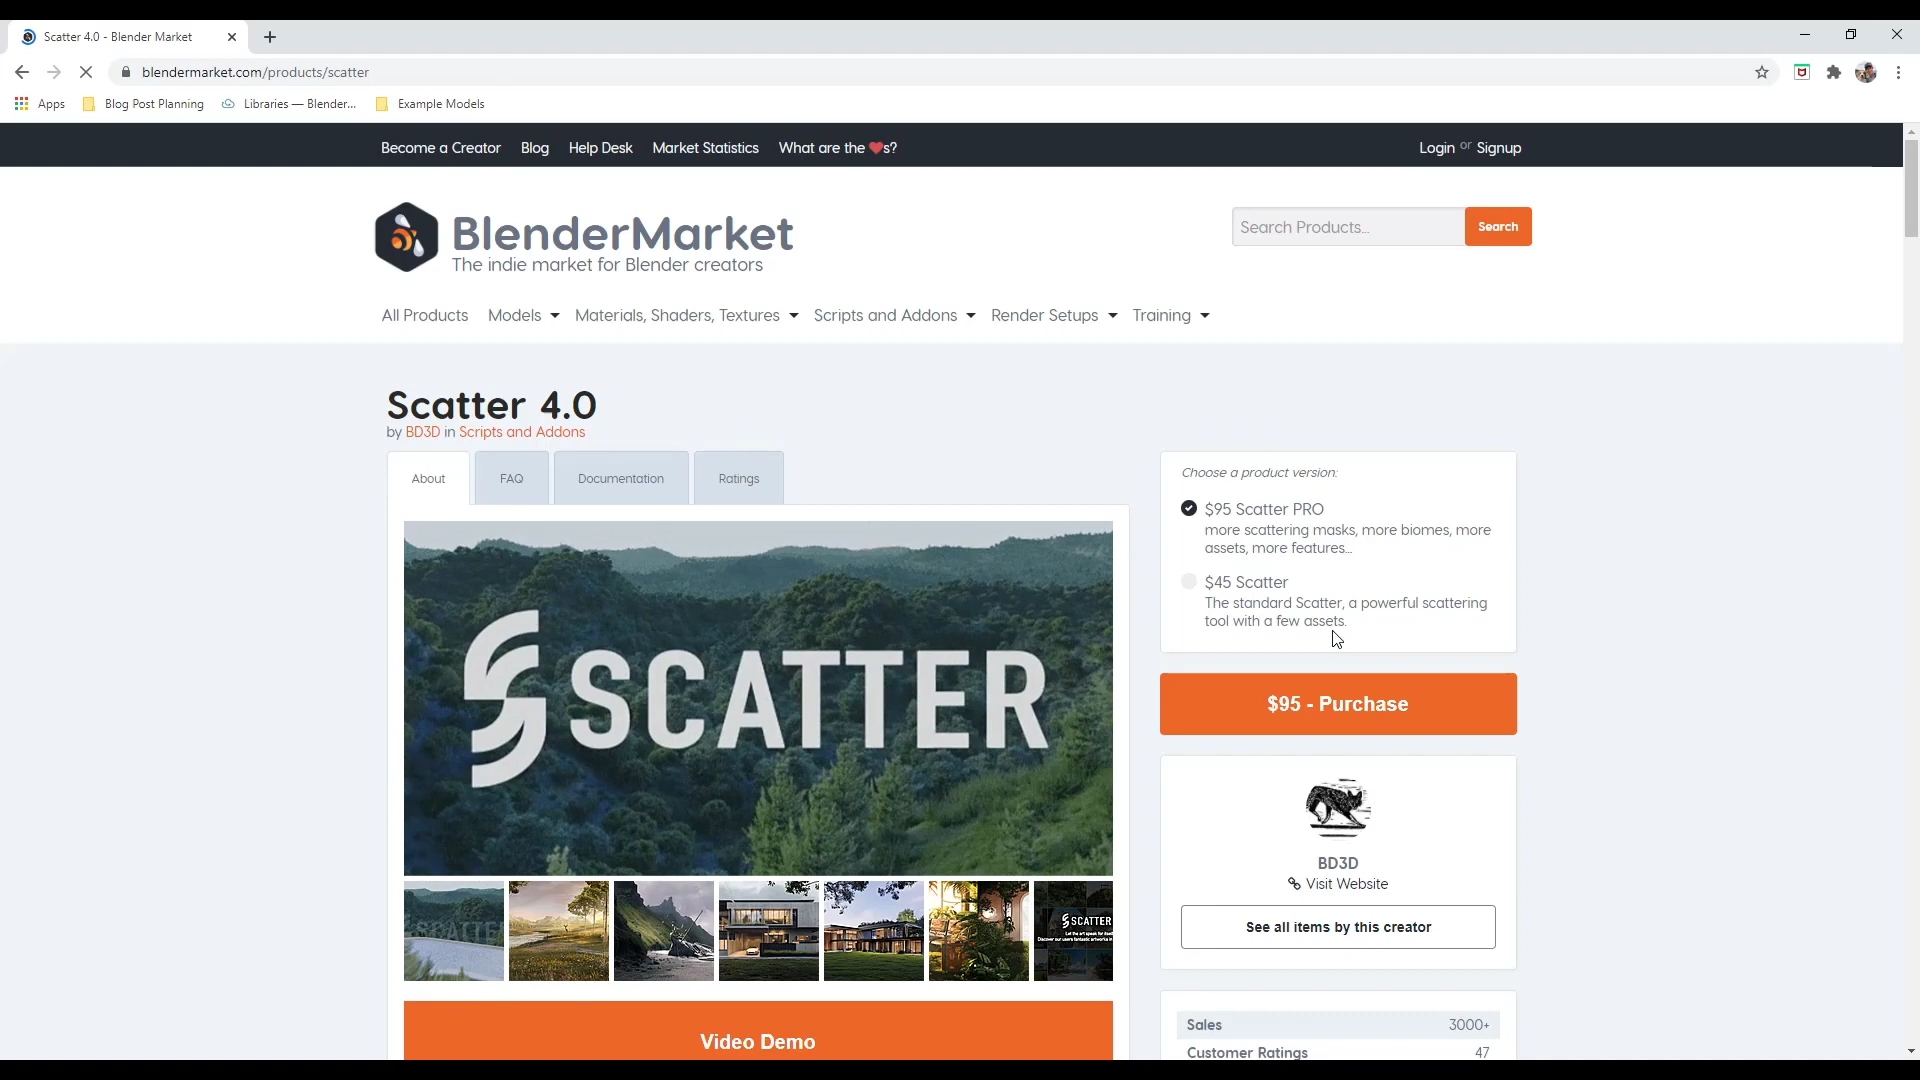 Scatter 4.0 - Blender Market
blendermarket.com/products/scatter
Apps
Blog Post Planning
Libraries — Blender...
Example Models
Become a Creator
Blog
Help Desk
Market Statistics
What are the ❤s?
Login or Signup
BlenderMarket
The indie market for Blender creators
Search Products...
Search
All Products
Models
Materials, Shaders, Textures
Scripts and Addons
Render Setups
Training
Scatter 4.0
by BD3D in Scripts and Addons
About
FAQ
Documentation
Ratings
SCATTER
SCATTER
SCATTER
Video Demo
Choose a product version:
$95 Scatter PRO
more scattering masks, more biomes, more
assets, more features...
$45 Scatter
The standard Scatter, a powerful scattering
tool with a few assets.
$95 - Purchase
BD3D
Visit Website
See all items by this creator
Sales 3000+
Customer Ratings 47